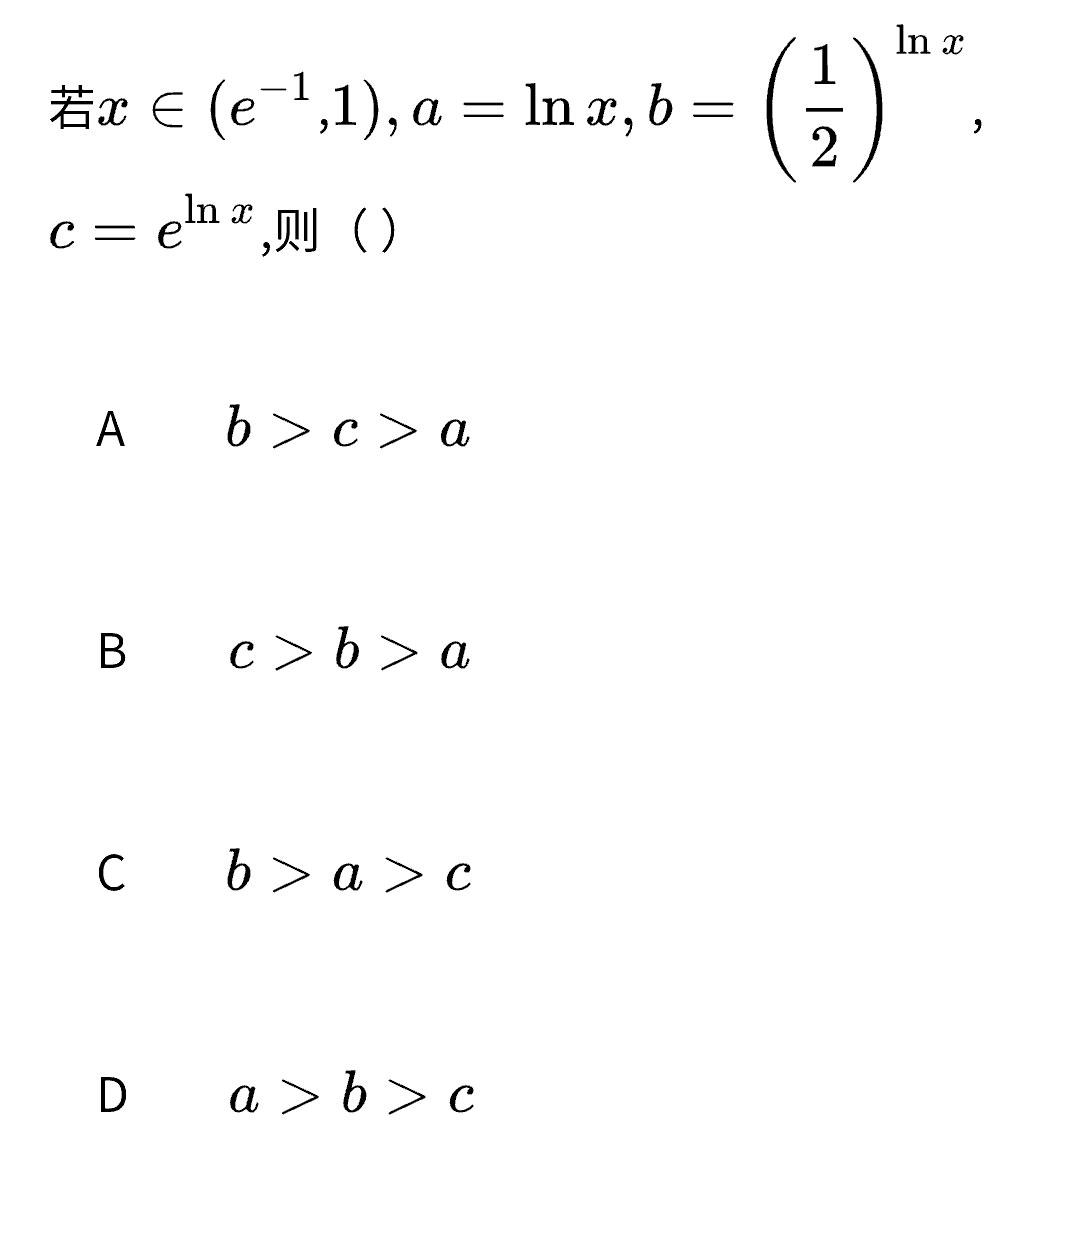 若$x \in (e^{-1},1), a = \ln x, b = \left(\frac{1}{2}\right)^{\ln x}$,
$c = e^{\ln x}$,则（ ）
A $b > c > a$
B $c > b > a$
C $b > a > c$
D $a > b > c$